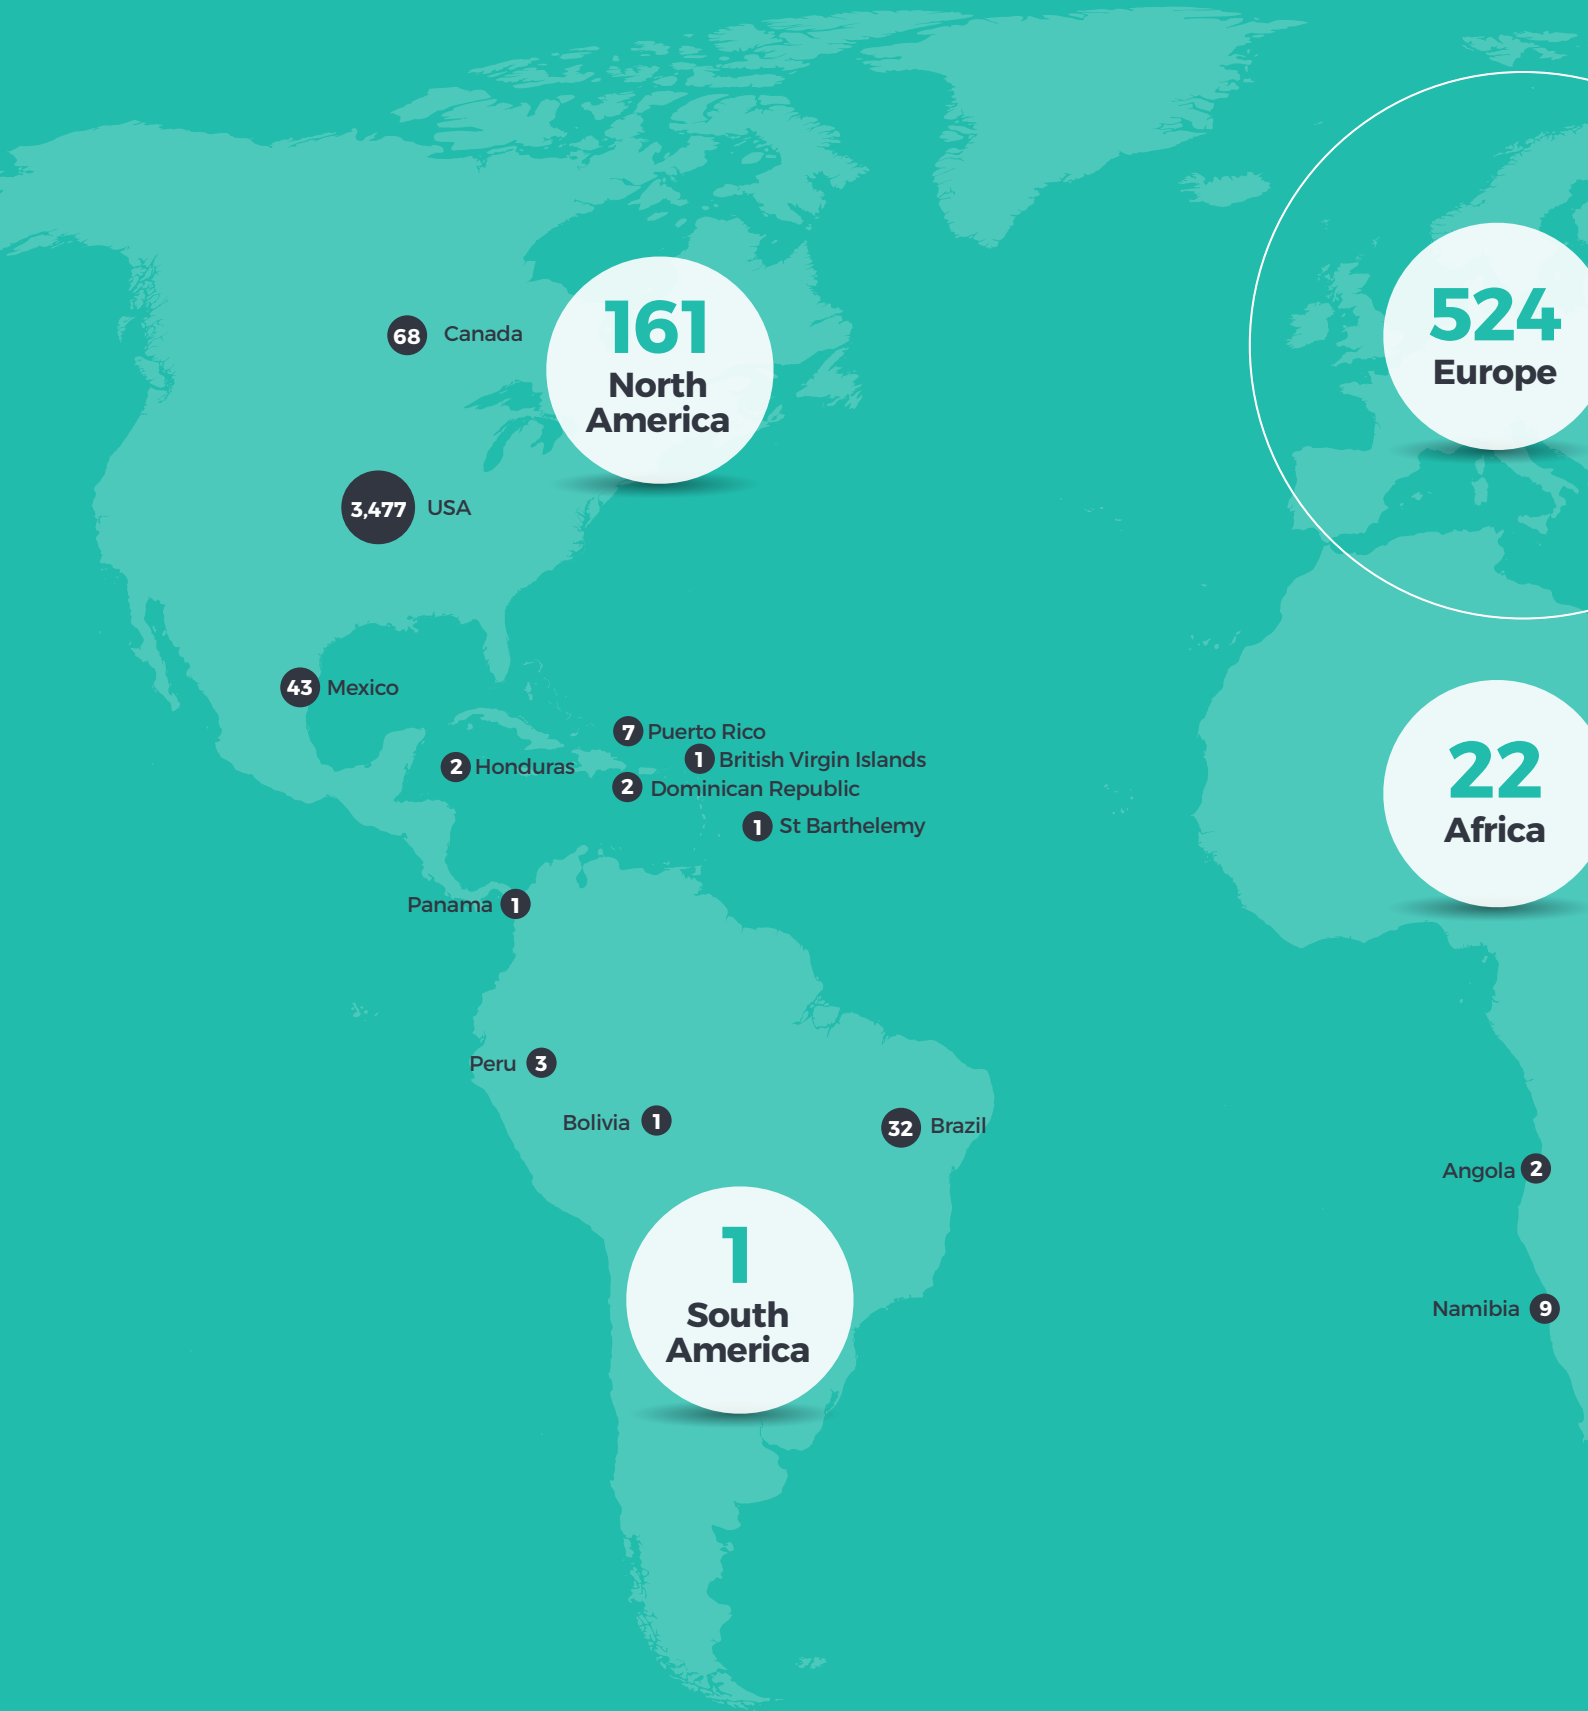 161
North
America
524
Europe
68 Canada
3,477 USA
43 Mexico
7 Puerto Rico
1 British Virgin Islands
2 Honduras
2 Dominican Republic
1 St Barthelemy
22
Africa
Panama 1
Peru 3
Bolivia 1
32 Brazil
Angola 2
1
South
America
Namibia 9